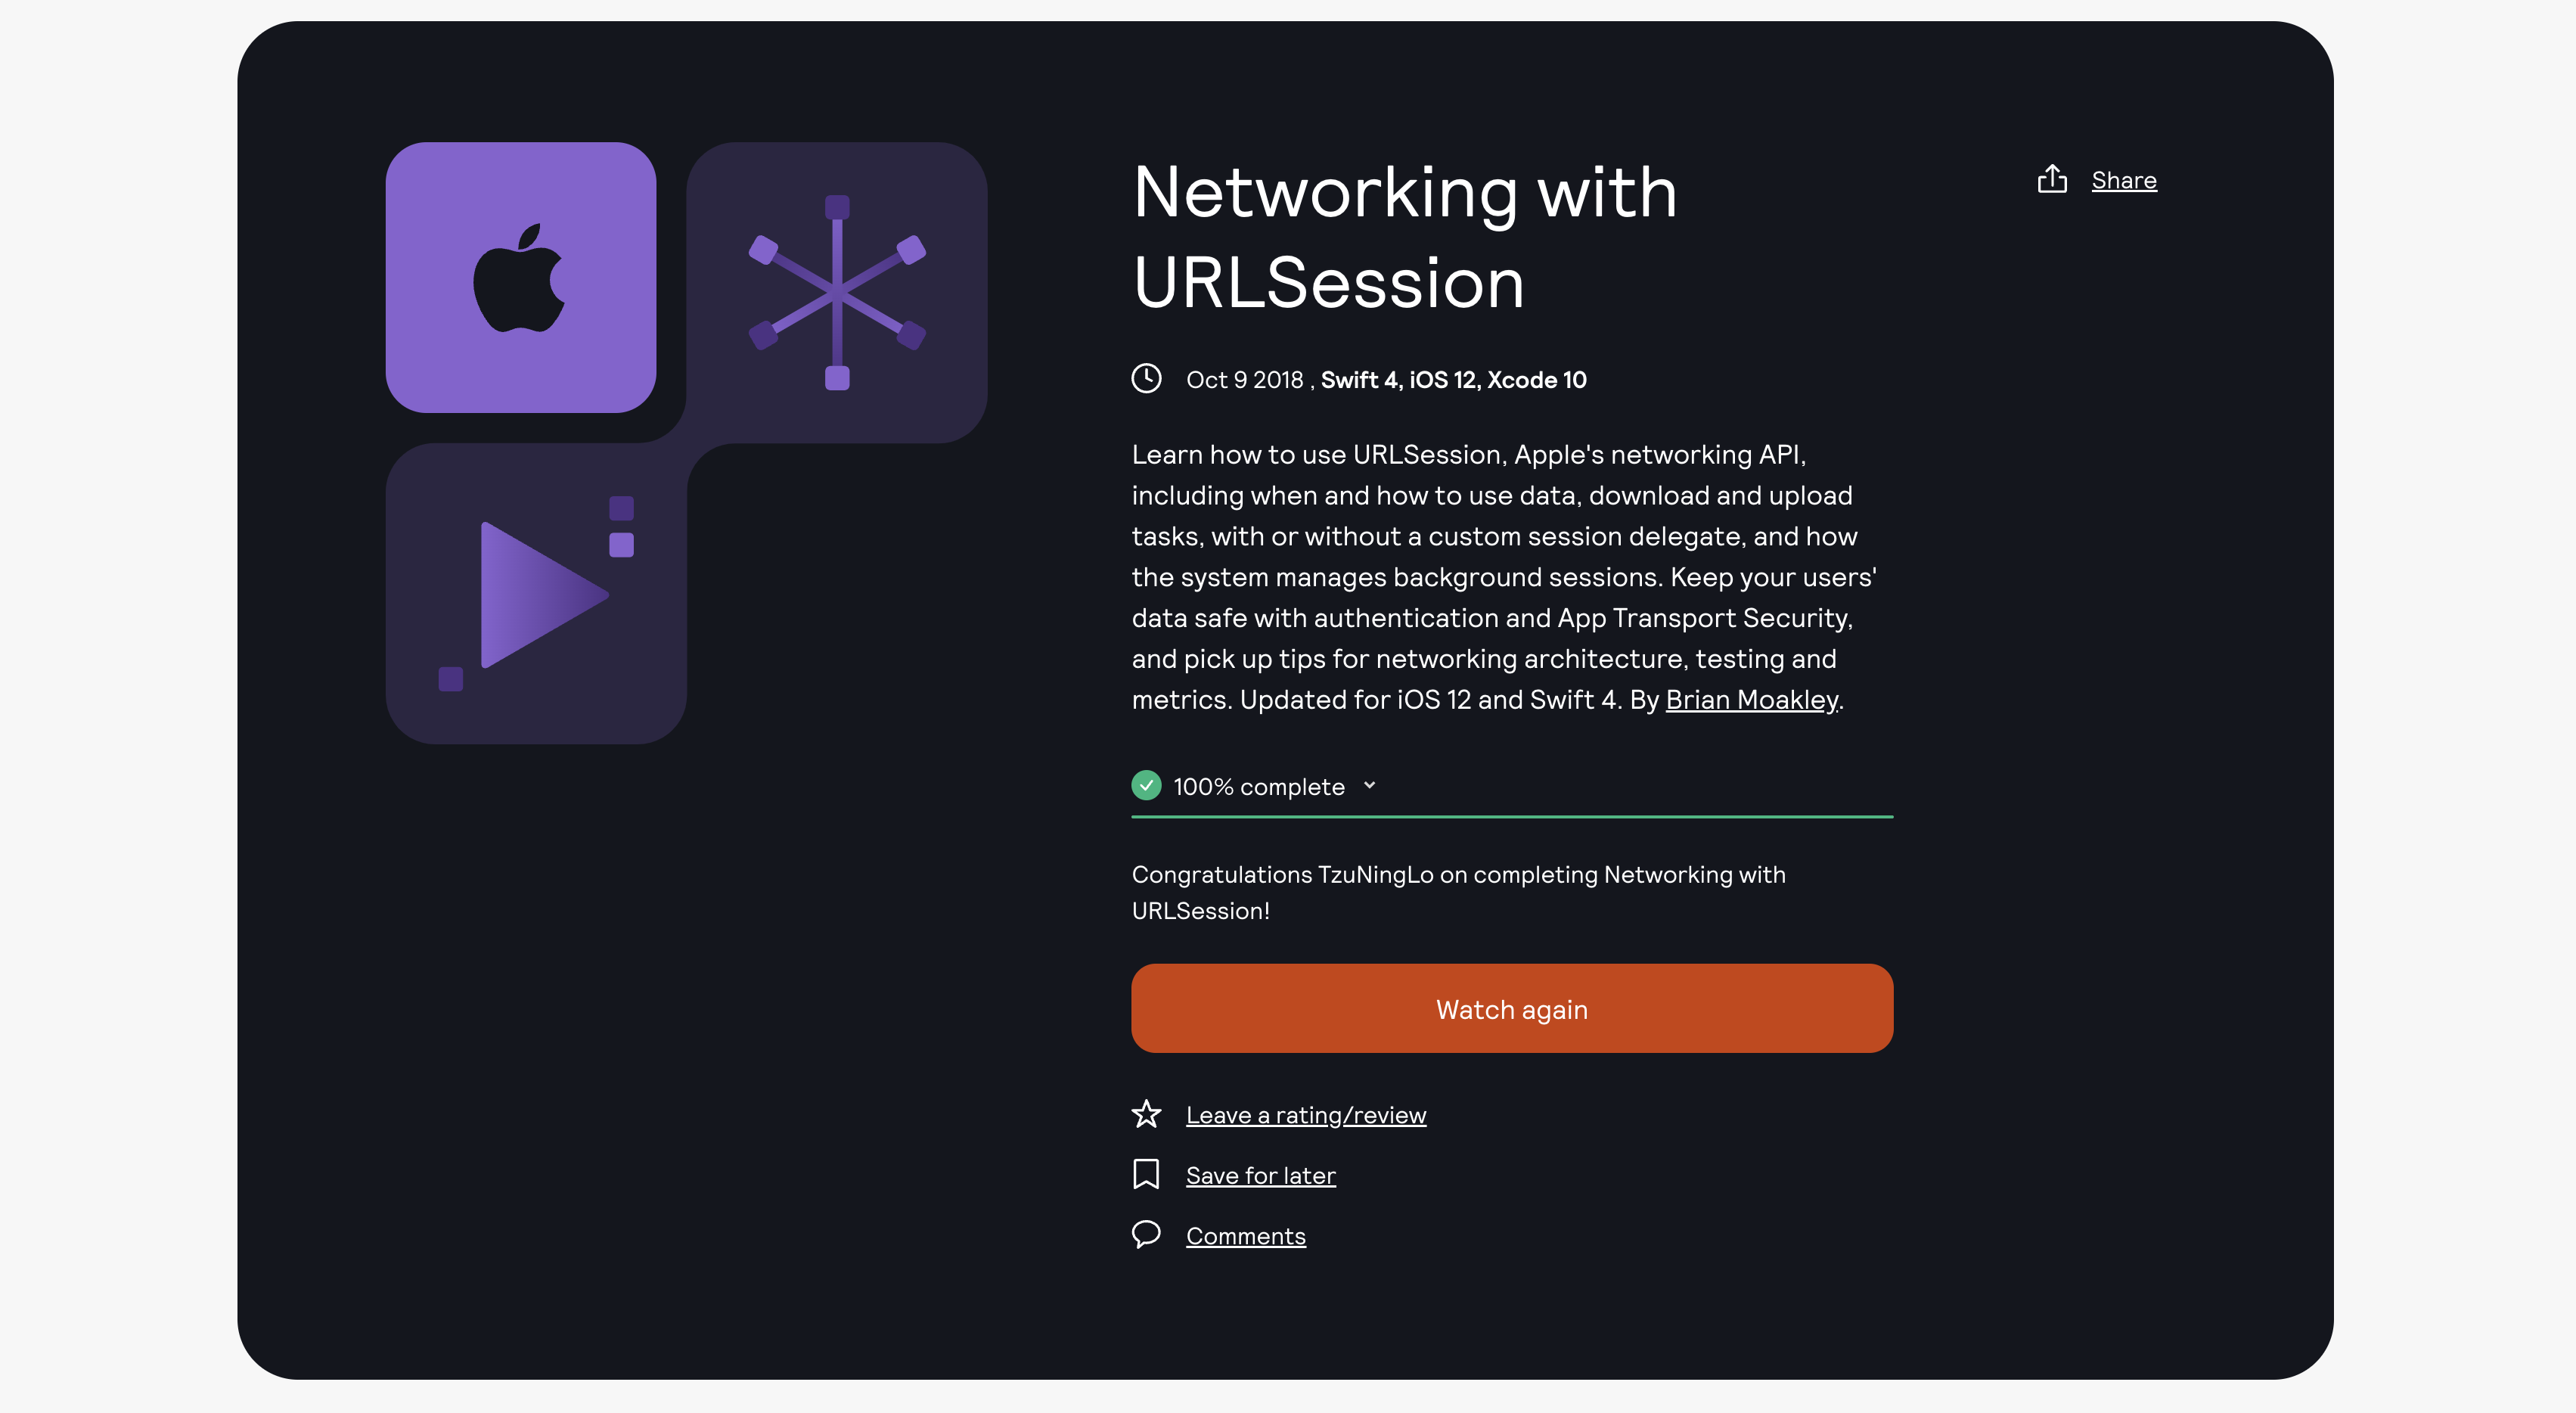 Networking with
URLSession
Share
Oct 9 2018 , Swift 4, iOS 12, Xcode 10
Learn how to use URLSession, Apple's networking API,
including when and how to use data, download and upload
tasks, with or without a custom session delegate, and how
the system manages background sessions. Keep your users'
data safe with authentication and App Transport Security,
and pick up tips for networking architecture, testing and
metrics. Updated for iOS 12 and Swift 4. By Brian Moakley.
100% complete
Congratulations TzuNingLo on completing Networking with
URLSession!
Watch again
Leave a rating/review
Save for later
Comments